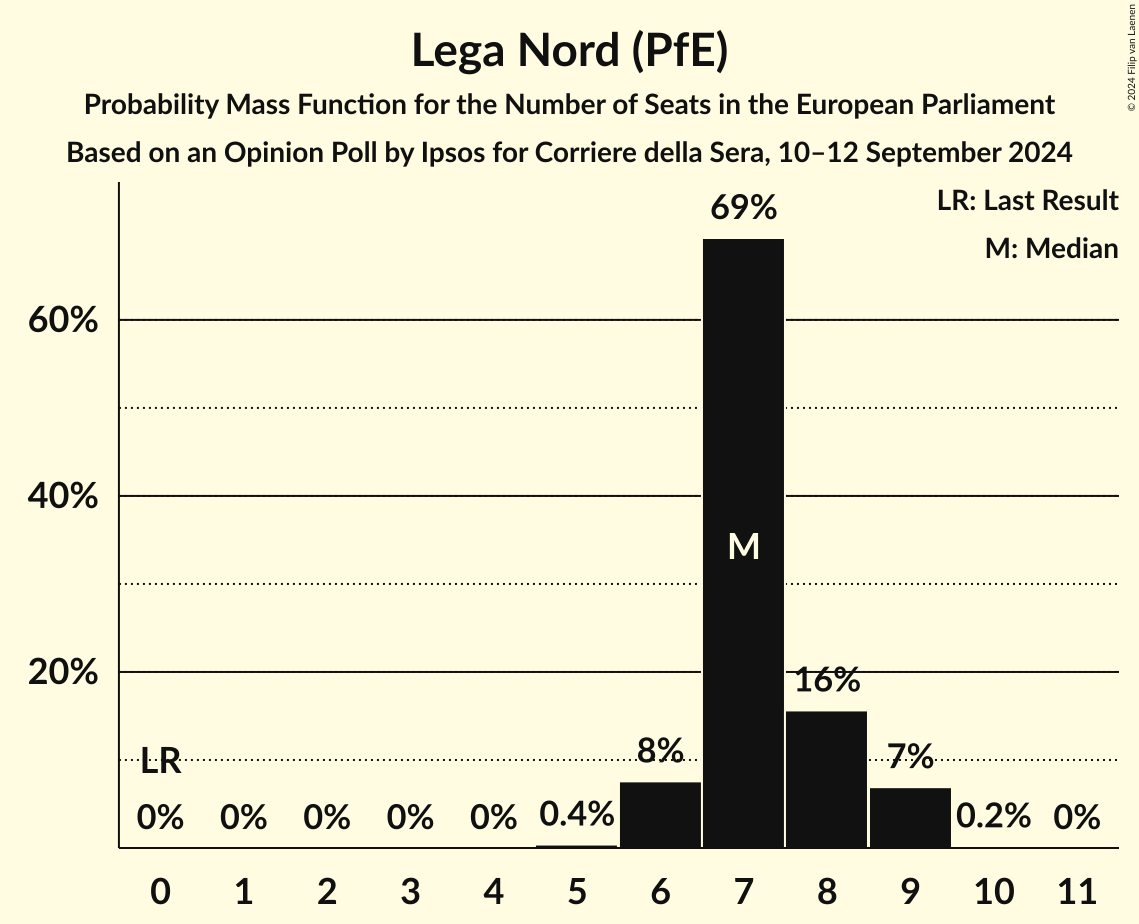 Lega Nord (PfE)
Probability Mass Function for the Number of Seats in the European Parliament
Based on an Opinion Poll by Ipsos for Corriere della Sera, 10–12 September 2024
© 2024 Filip van Laenen
LR: Last Result
M: Median
69%
60%
40%
M
20%
16%
LR
8%
7%
0%
0%
0%
0%
0%
0.4%
0.2%
0%
0 1 2 3 4 5 6 7 8 9 10 11